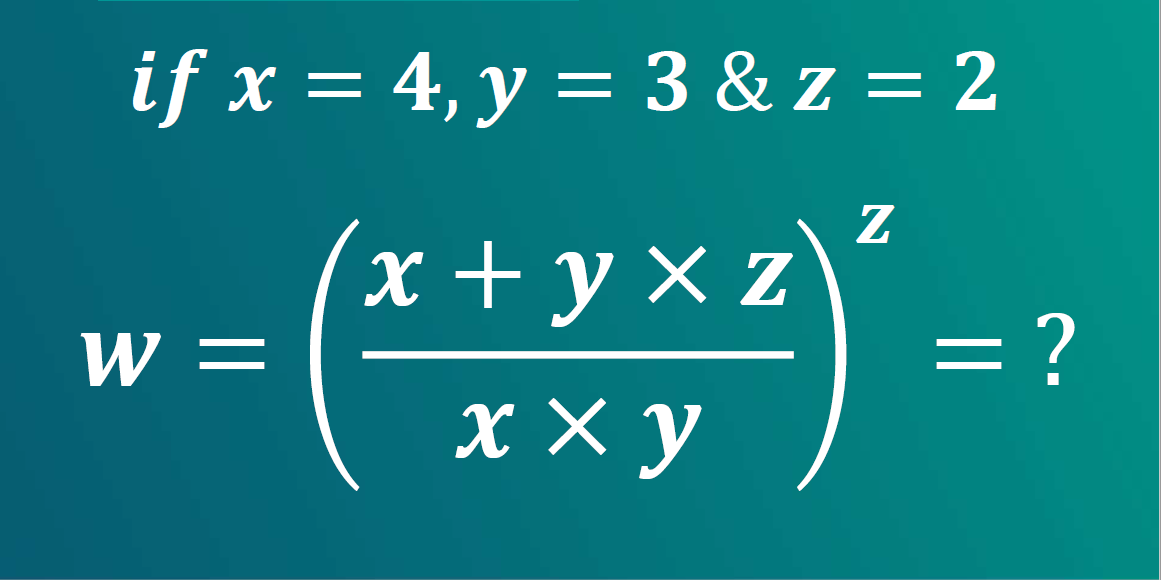 if x = 4, y = 3 & z = 2
w = (x + y × z / x × y)^z = ?